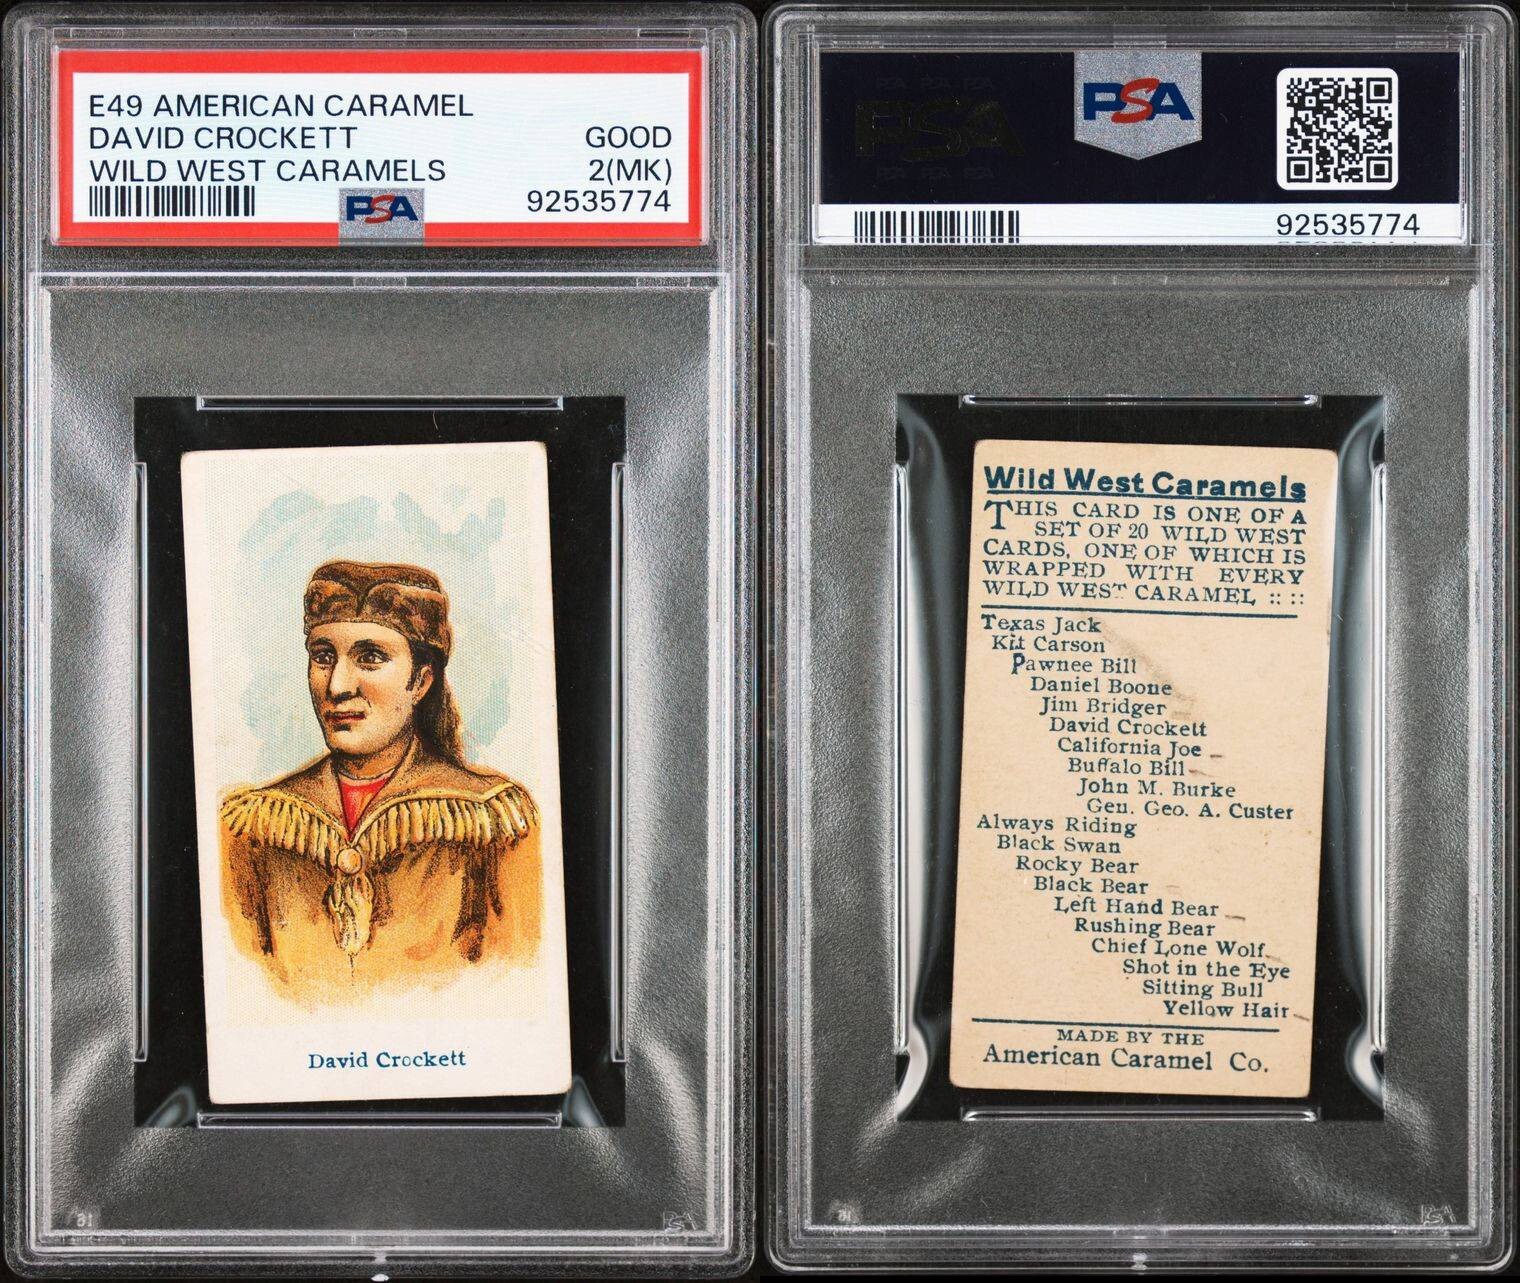 E49 AMERICAN CARAMEL
DAVID CROCKETT GOOD
WILD WEST CARAMELS 2(MK)
PSA 92535774
David Crockett
PSA
PSA
92535774
Wild West Caramels
THIS CARD IS ONE OF A
SET OF 20 WILD WEST
CARDS, ONE OF WHICH IS
WRAPPED WITH EVERY
WILD WEST CARAMEL :: ::
Texas Jack
Kit Carson
Pawnee Bill
Daniel Boone
Jim Bridger
David Crockett
California Joe
Buffalo Bill
John M. Burke
Gen. Geo. A. Custer
Always Riding
Black Swan
Rocky Bear
Black Bear
Left Hand Bear
Rushing Bear
Chief Lone Wolf
Shot in the Eye
Sitting Bull
Yellow Hair
MADE BY THE
American Caramel Co.